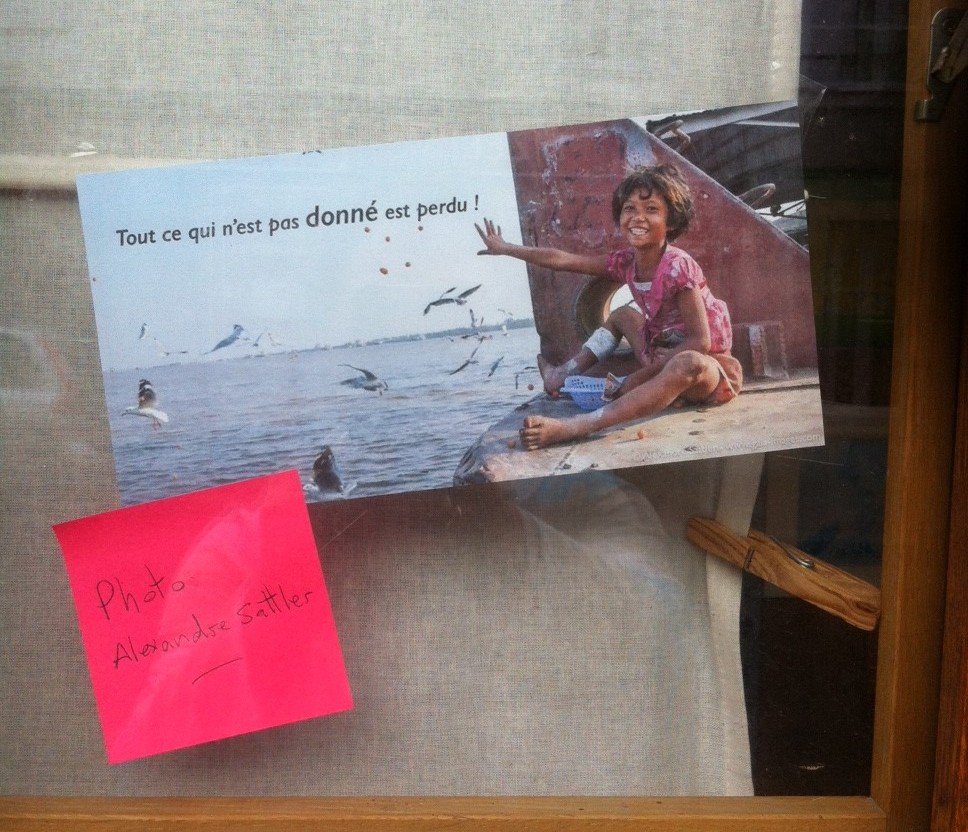 Tout ce qui n'est pas donné est perdu !
Photo:
Alexandre Sattler